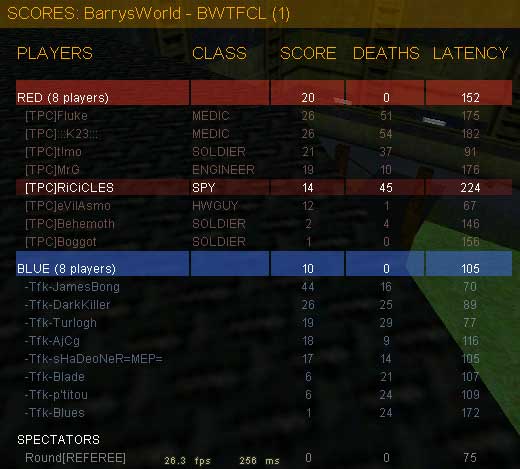 SCORES: BarrysWorld - BWTFCL (1)
PLAYERS CLASS SCORE DEATHS LATENCY
RED (8 players) 20 0 152
[TPC]Fluke MEDIC 26 51 175
[TPC]:::K23::: MEDIC 26 54 182
[TPC]tImo SOLDIER 21 37 91
[TPC]MrG ENGINEER 19 10 176
[TPC]RiCiCLES SPY 14 45 224
[TPC]eVilAsmo HWGUY 12 1 67
[TPC]Behemoth SOLDIER 2 4 146
[TPC]Boggot SOLDIER 1 0 156
BLUE (8 players) 10 0 105
-Tfk-JamesBong 44 16 70
-Tfk-DarkKiller 26 25 89
-Tfk-Turlogh 19 29 77
-Tfk-AjCg 18 9 116
-Tfk-sHaDeoNeR=MEP= 17 14 105
-Tfk-Blade 6 21 107
-Tfk-p'titou 6 24 109
-Tfk-Blues 1 24 172
SPECTATORS
Round[REFEREE] 0 0 75
26.3 fps 256 ms